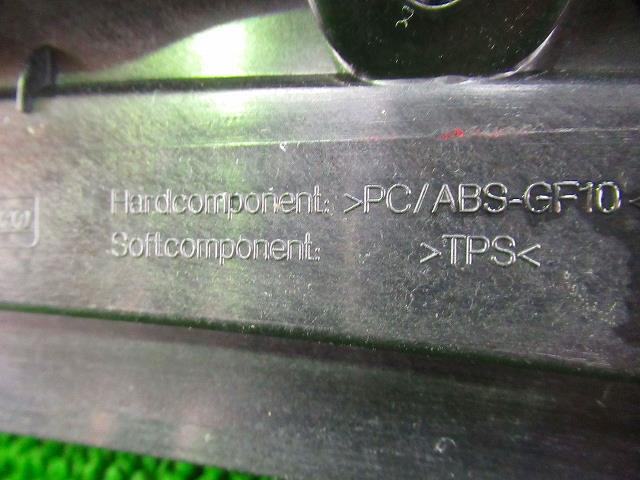 Hardcomponent: >PC/ABS-GF10<
Softcomponent: >TPS<